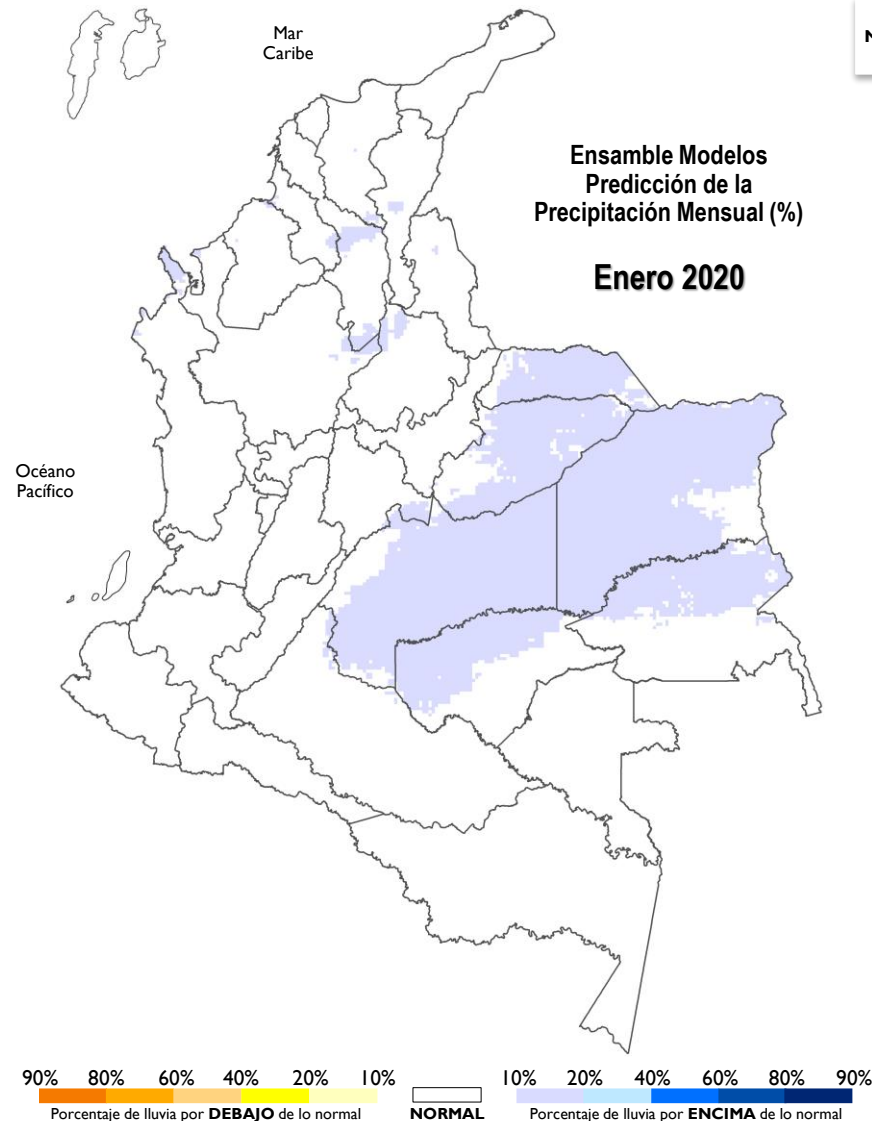 Mar
Caribe
Ensamble Modelos
Predicción de la
Precipitación Mensual (%)
Enero 2020
Océano
Pacífico
90% 80% 60% 40% 20% 10% 10% 20% 40% 60% 80% 90%
Porcentaje de lluvia por DEBAJO de lo normal NORMAL Porcentaje de lluvia por ENCIMA de lo normal